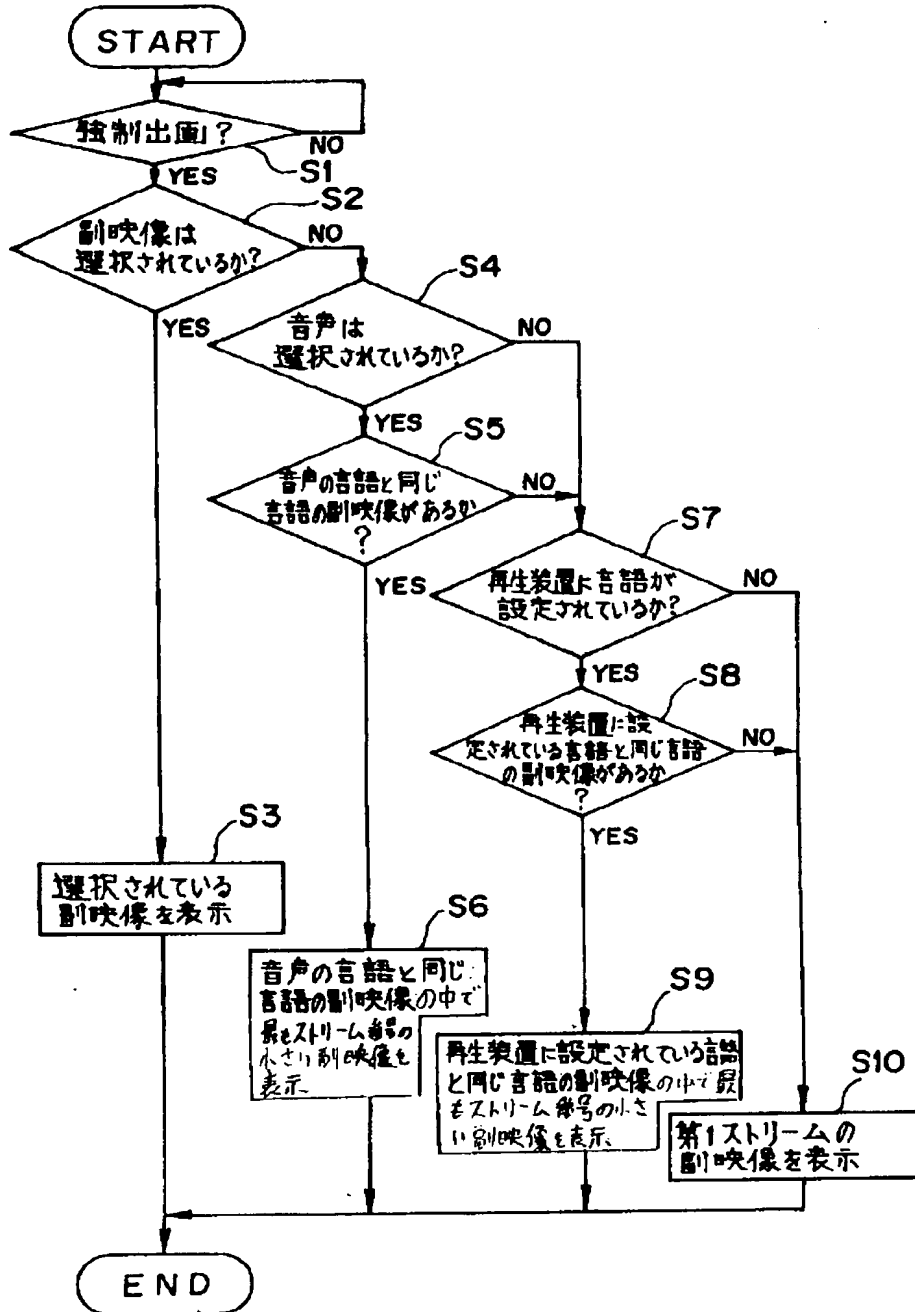 START
強制出画?
NO
S1
YES
S2
副映像は
選択されているか?
NO
S4
YES
音声は
選択されているか?
NO
YES
S5
音声の言語と同じ
言語の副映像があるか
?
NO
S7
YES
再生装置に言語が
設定されているか?
NO
YES
S8
再生装置に設
定されている言語と同じ言語
の副映像があるか
?
NO
YES
S3
選択されている
副映像を表示
S6
音声の言語と同じ
言語の副映像の中で
最もストリーム番号の
小さい副映像を
表示
S9
再生装置に設定されている言語
と同じ言語の副映像の中で最
もストリーム番号の小さ
い副映像を表示
S10
第1ストリームの
副映像を表示
END